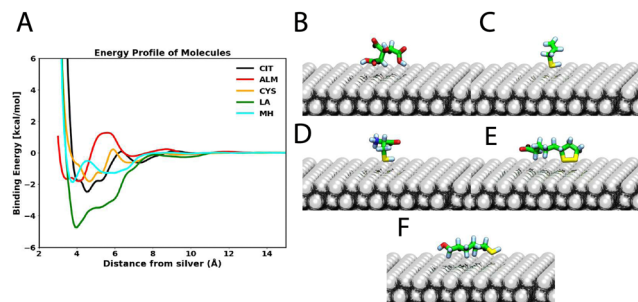 A
B
C
Energy Profile of Molecules
6
4
2
0
−2
−4
−6
Binding Energy [kcal/mol]
CIT
ALM
CYS
LA
MH
2
4
6
8
10
12
14
Distance from silver (Å)
D
E
F